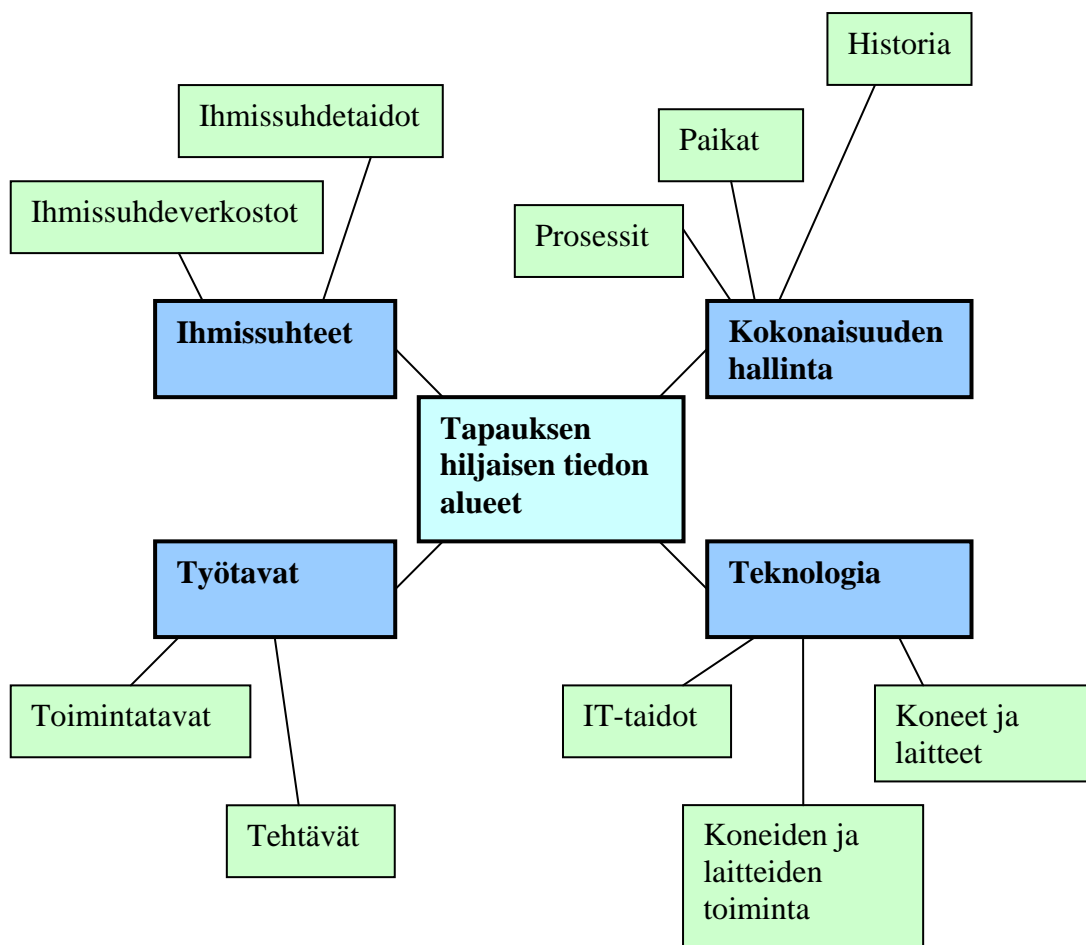 Historia
Ihmissuhdetaidot
Paikat
Ihmissuhdeverkostot
Prosessit
Ihmissuhteet
Kokonaisuuden
hallinta
Tapauksen
hiljaisen tiedon
alueet
Työtavat
Teknologia
Toimintatavat
IT-taidot
Koneet ja
laitteet
Tehtävät
Koneiden ja
laitteiden
toiminta